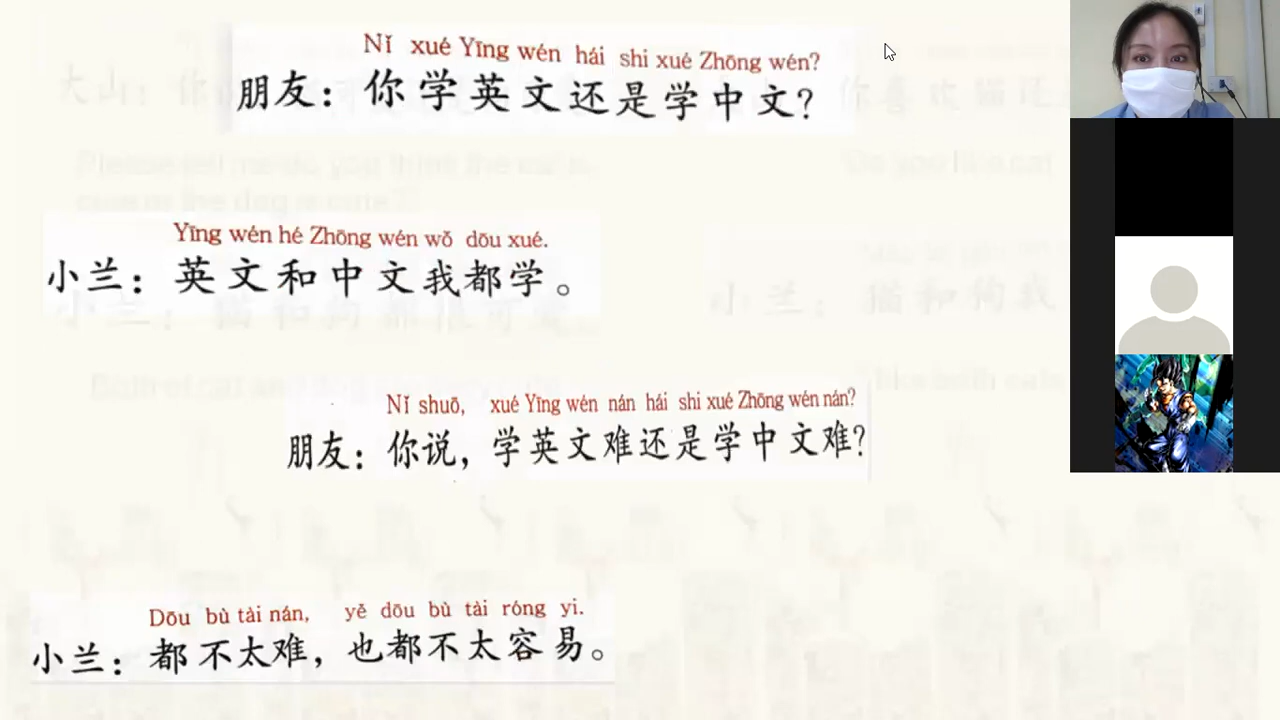 Nǐ xué Yīng wén hái shi xué Zhōng wén?
朋友：你学英文还是学中文？
Yīng wén hé Zhōng wén wǒ dōu xué.
小兰：英文和中文我都学。
Nǐ shuō, xué Yīng wén nán hái shi xué Zhōng wén nán?
朋友：你说，学英文难还是学中文难？
Dōu bù tài nán, yě dōu bù tài róng yi.
小兰：都不太难，也都不太容易。